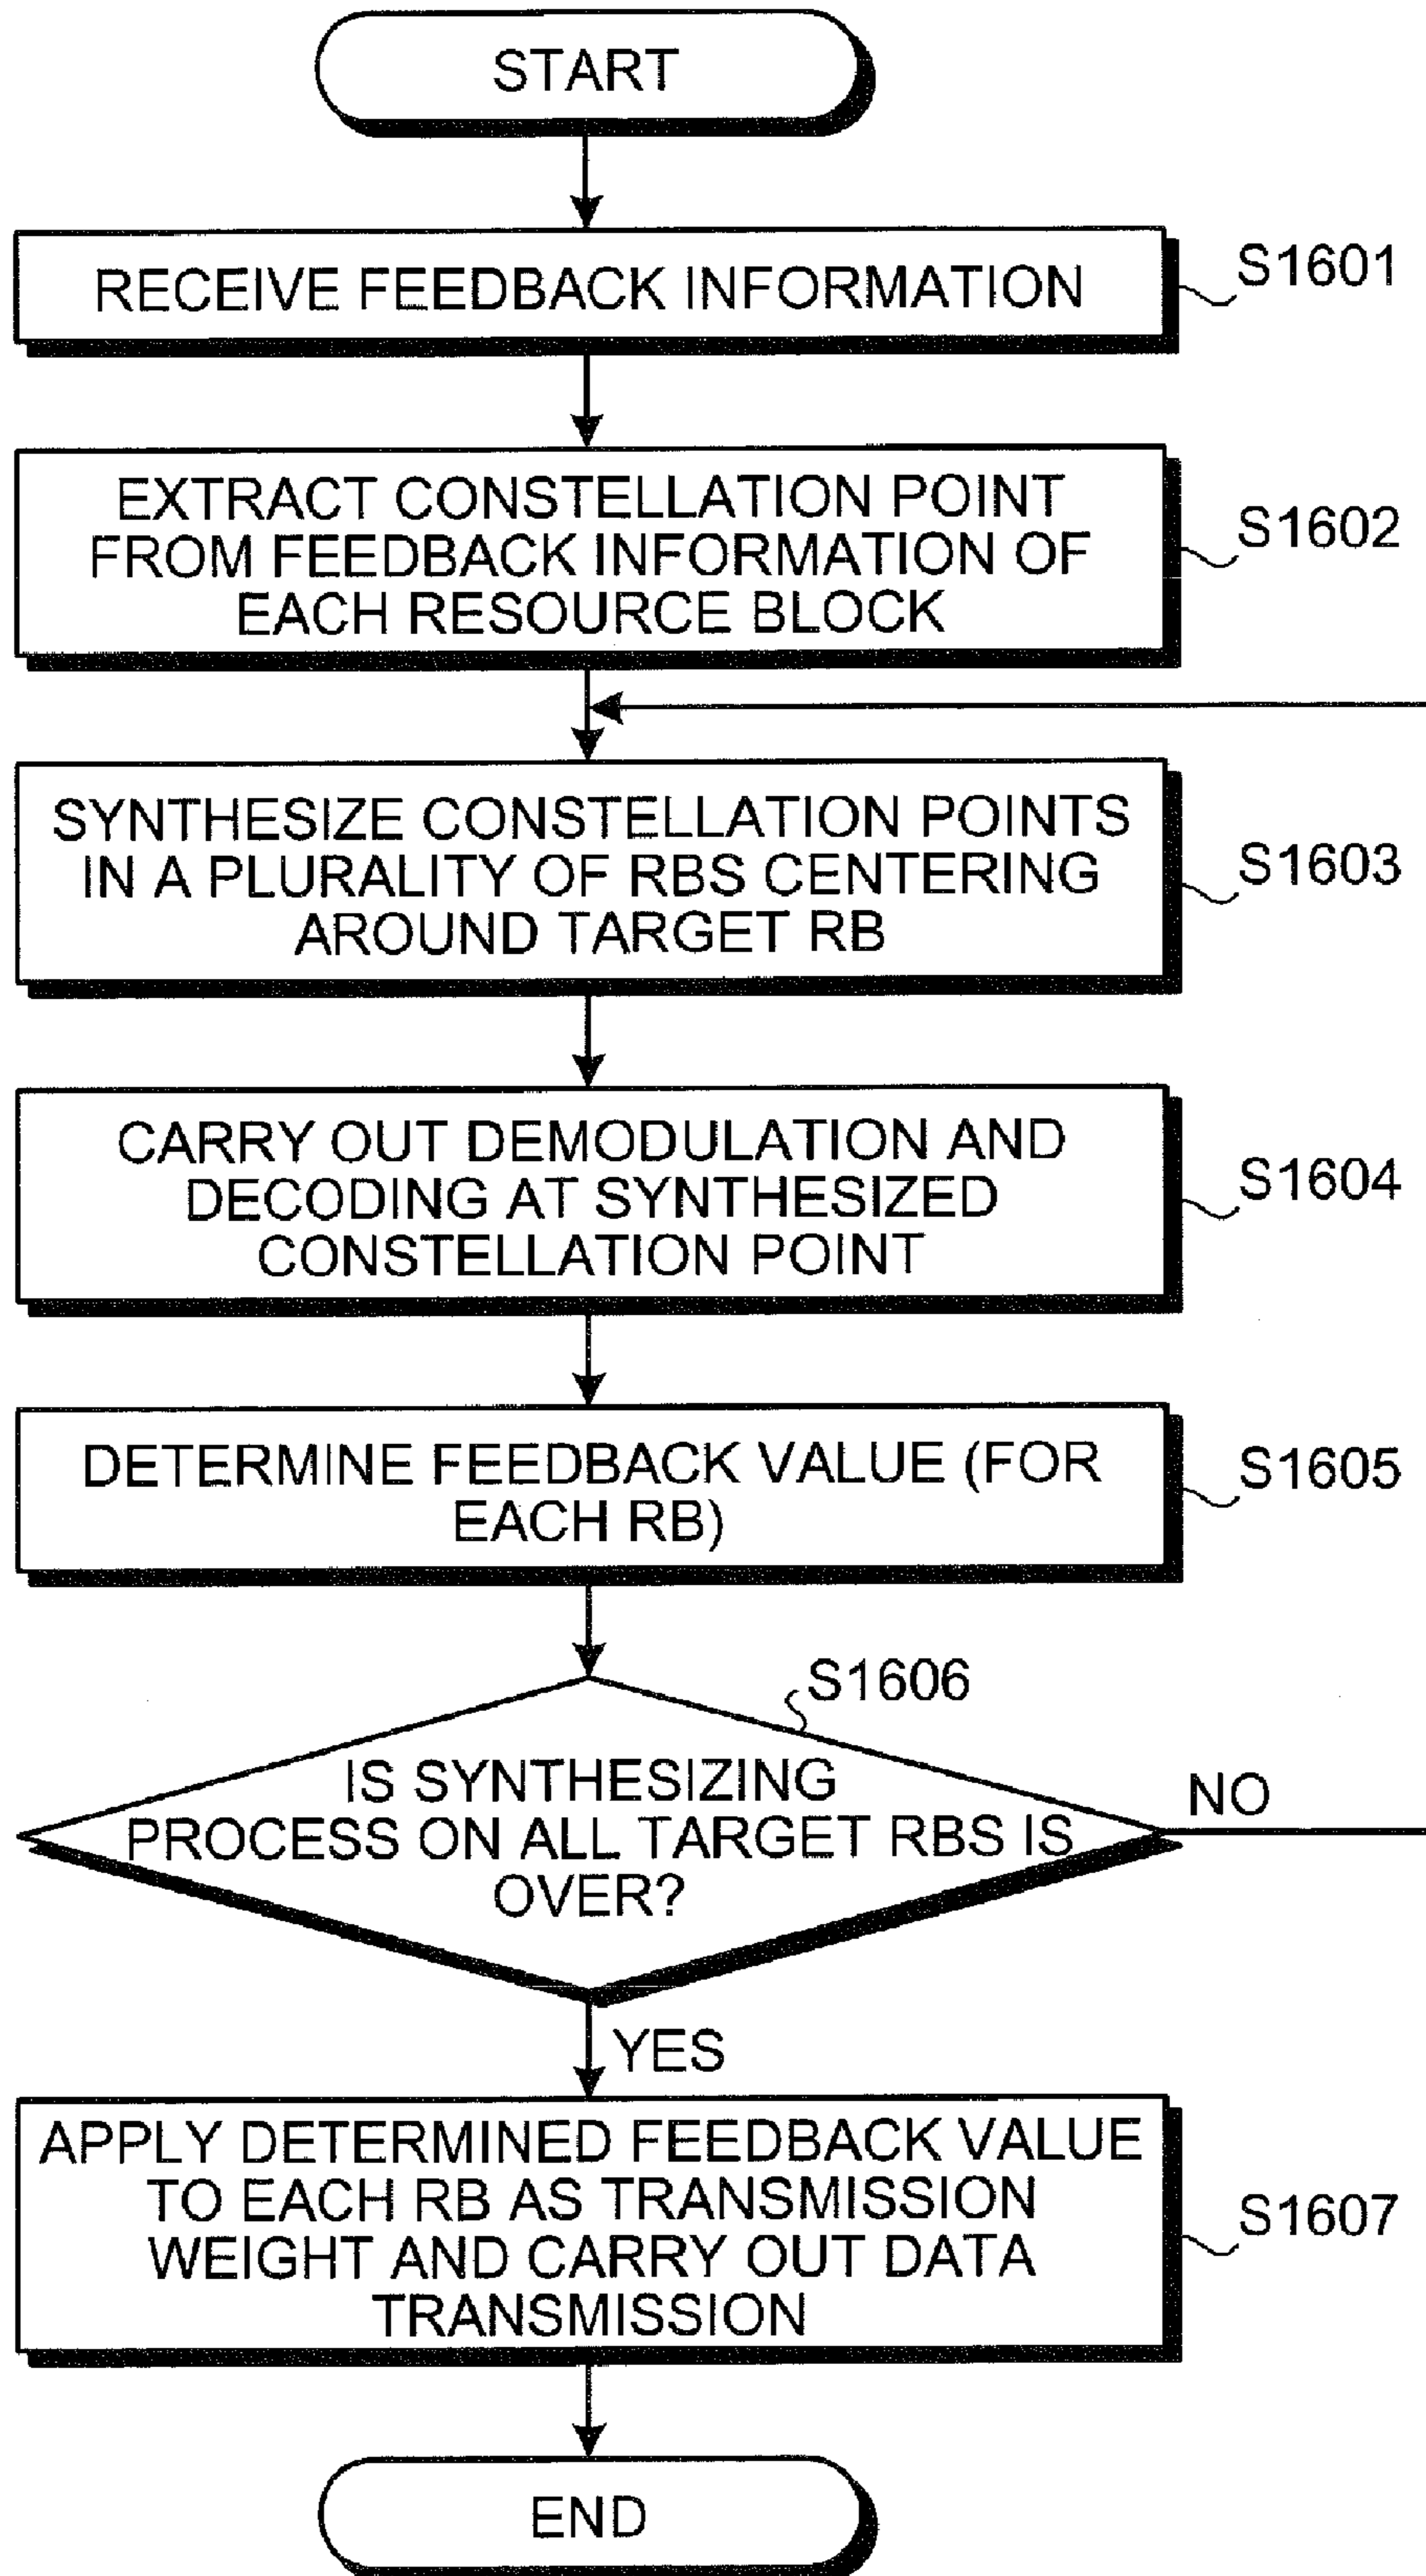 START
RECEIVE FEEDBACK INFORMATION
S1601
EXTRACT CONSTELLATION POINT
FROM FEEDBACK INFORMATION OF
EACH RESOURCE BLOCK
S1602
SYNTHESIZE CONSTELLATION POINTS
IN A PLURALITY OF RBS CENTERING
AROUND TARGET RB
S1603
CARRY OUT DEMODULATION AND
DECODING AT SYNTHESIZED
CONSTELLATION POINT
S1604
DETERMINE FEEDBACK VALUE (FOR
EACH RB)
S1605
S1606
IS SYNTHESIZING
PROCESS ON ALL TARGET RBS IS
OVER?
NO
YES
APPLY DETERMINED FEEDBACK VALUE
TO EACH RB AS TRANSMISSION
WEIGHT AND CARRY OUT DATA
TRANSMISSION
S1607
END